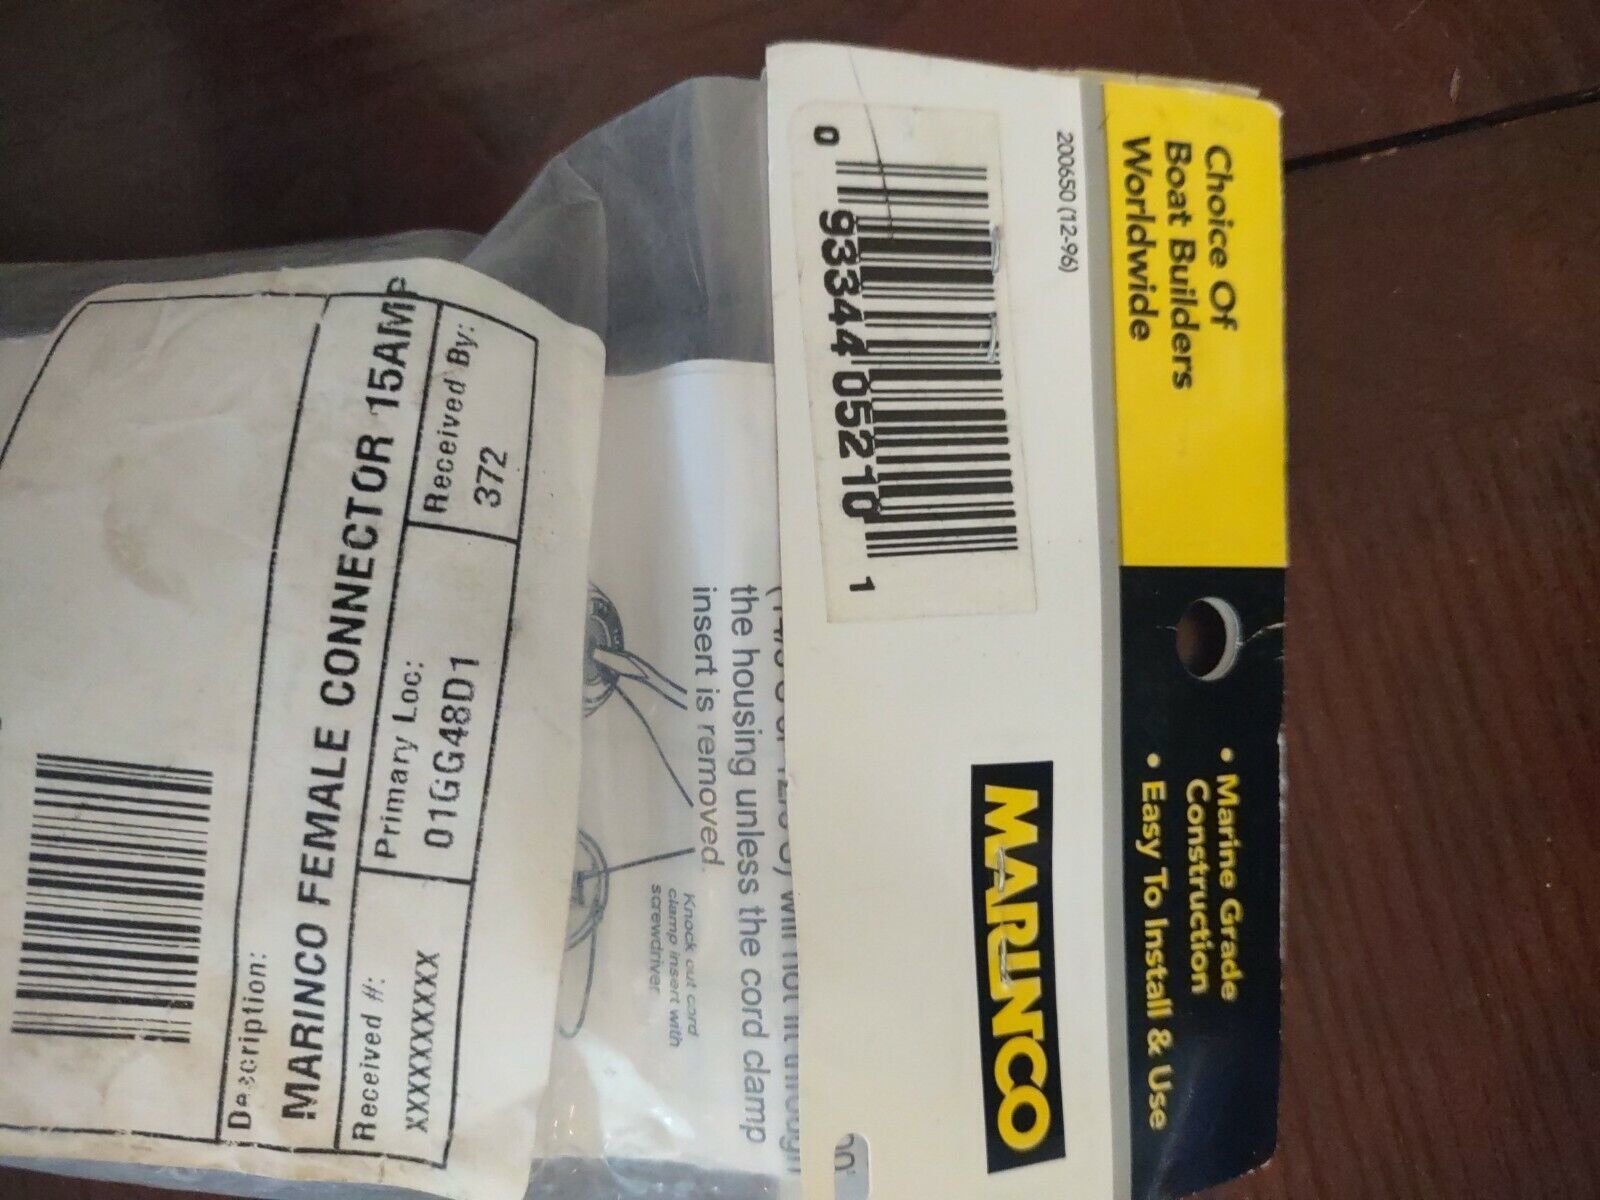 Choice Of
Boat Builders
Worldwide
• Marine Grade
Construction
• Easy To Install & Use
200650 (12-96)
0 93344 05210 1
MARINCO
the housing unless the cord clamp
insert is removed.
Knock out cord
clamp insert with
screwdriver.
Description:
MARINCO FEMALE CONNECTOR 15AMP
Received #:
XXXXXXXXXX
Primary Loc:
01GG48D1
Received By:
372